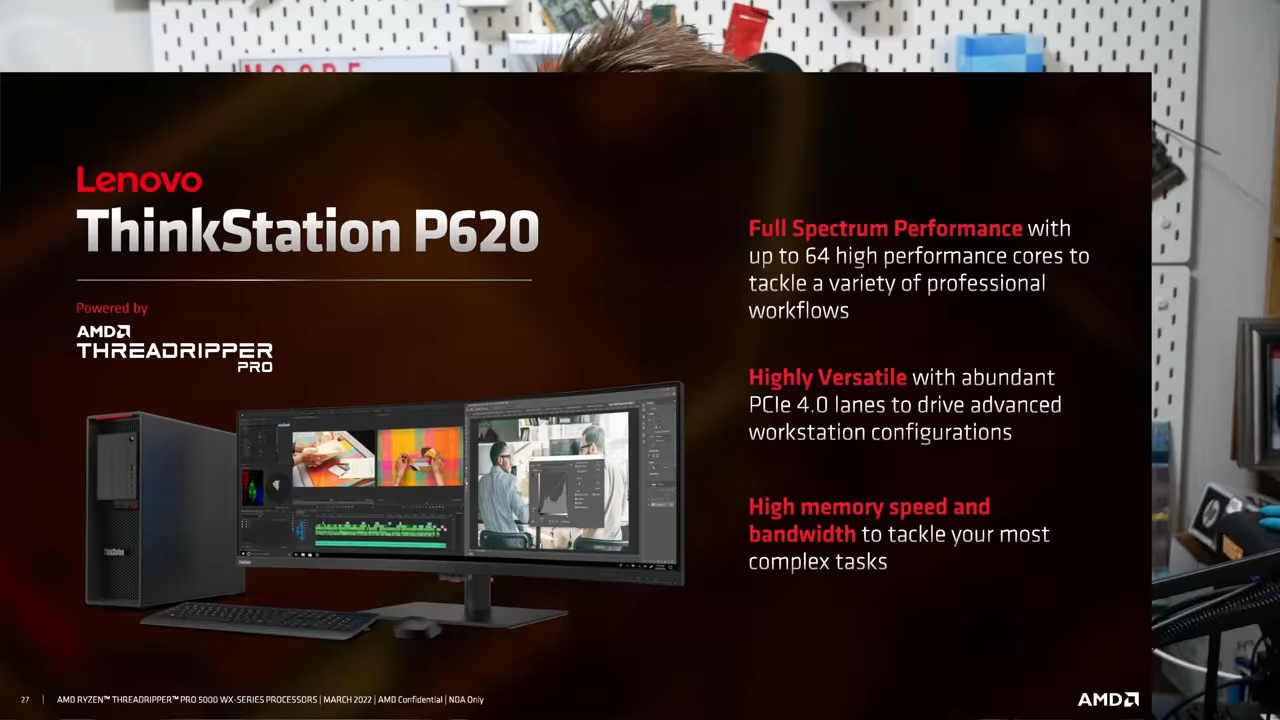 Lenovo
ThinkStation P620
Powered by
AMD
THREADRIPPER
PRO
Full Spectrum Performance with
up to 64 high performance cores to
tackle a variety of professional
workflows
Highly Versatile with abundant
PCIe 4.0 lanes to drive advanced
workstation configurations
High memory speed and
bandwidth to tackle your most
complex tasks
ThinkStation
27 | AMD RYZEN™ THREADRIPPER™ PRO 5000 WX-SERIES PROCESSORS | MARCH 2022 | AMD Confidential | NDA Only
AMD